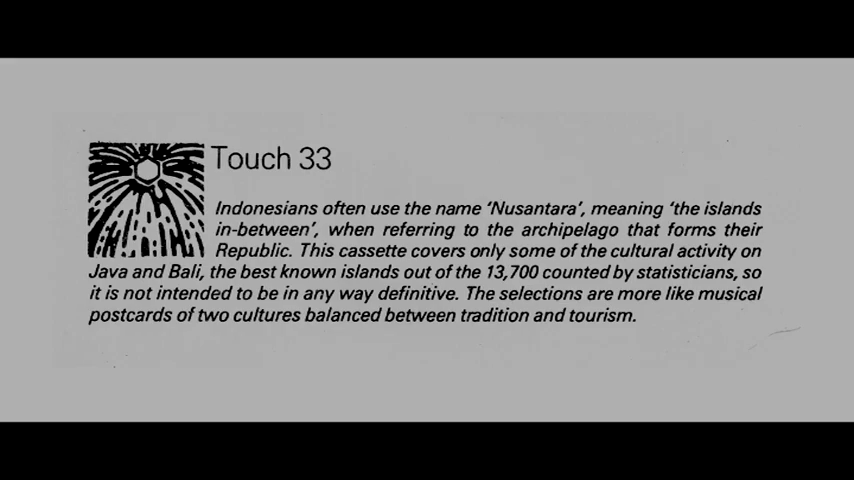 Touch 33
Indonesians often use the name ‘Nusantara’, meaning ‘the islands
in-between’, when referring to the archipelago that forms their
Republic. This cassette covers only some of the cultural activity on
Java and Bali, the best known islands out of the 13,700 counted by statisticians, so
it is not intended to be in any way definitive. The selections are more like musical
postcards of two cultures balanced between tradition and tourism.